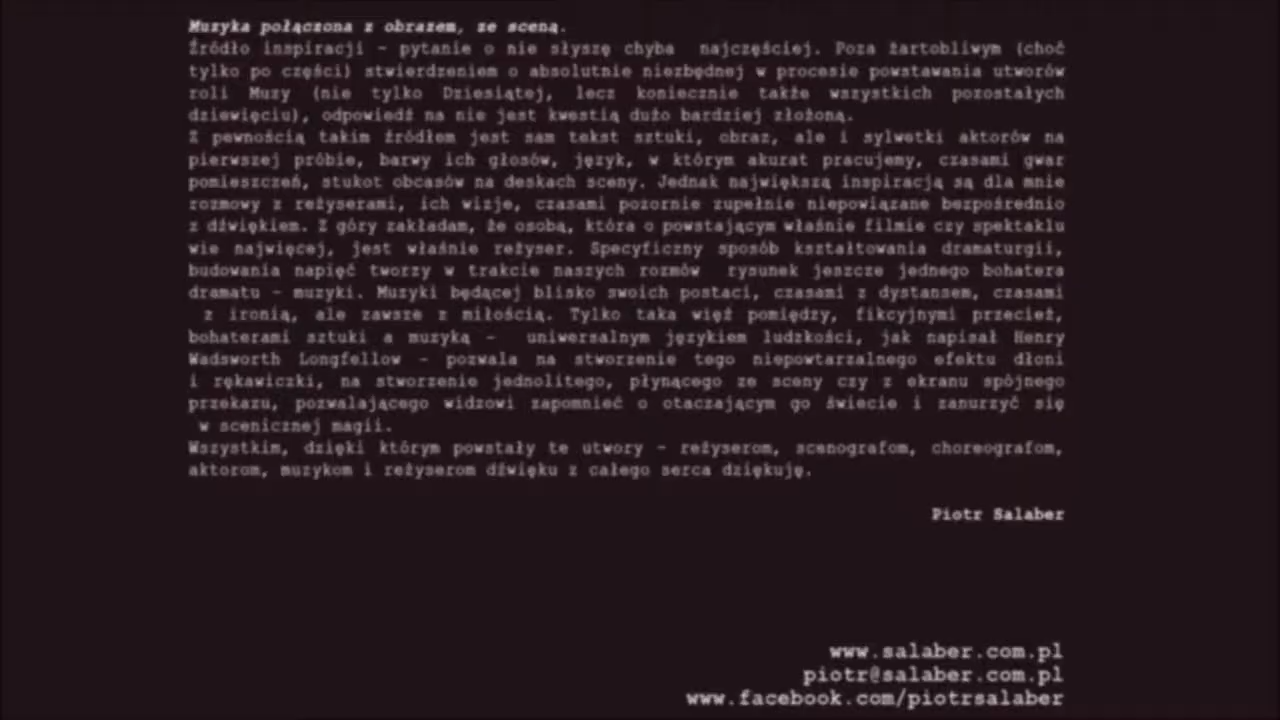 Muzyka połączona z obrazem, ze sceną.
Źródło inspiracji - pytanie o nie słyszę chyba najczęściej. Poza żartobliwym (choć
tylko po części) stwierdzeniem o absolutnie niezbędnej w procesie powstawania utworów
roli Muzy (nie tylko Dziesiątej, lecz koniecznie także wszystkich pozostałych
dziewięciu), odpowiedź na nie jest kwestią dużo bardziej złożoną.
Z pewnością takim źródłem jest sam tekst sztuki, obraz, ale i sylwetki aktorów na
pierwszej próbie, barwy ich głosów, język, w którym akurat pracujemy, czasami gwar
pomieszczeń, stukot obcasów na deskach sceny. Jednak największą inspiracją są dla mnie
rozmowy z reżyserami, ich wizje, czasami pozornie zupełnie niepowiązane bezpośrednio
z dźwiękiem. Z góry zakładam, że osobą, która o powstającym właśnie filmie czy spektaklu
wie najwięcej, jest właśnie reżyser. Specyficzny sposób kształtowania dramaturgii,
budowania napięć tworzy w trakcie naszych rozmów rysunek jeszcze jednego bohatera
dramatu - muzyki. Muzyki będącej blisko swoich postaci, czasami z dystansem, czasami
z ironią, ale zawsze z miłością. Tylko taka więź pomiędzy, fikcyjnymi przecież,
bohaterami sztuki a muzyką - uniwersalnym językiem ludzkości, jak napisał Henry
Wadsworth Longfellow - pozwala na stworzenie tego niepowtarzalnego efektu dłoni
i rękawiczki, na stworzenie jednolitego, płynącego ze sceny czy z ekranu spójnego
przekazu, pozwalającego widzowi zapomnieć o otaczającym go świecie i zanurzyć się
w scenicznej magii.
Wszystkim, dzięki którym powstały te utwory - reżyserom, scenografom, choreografom,
aktorom, muzykom i reżyserom dźwięku z całego serca dziękuję.
Piotr Salaber
www.salaber.com.pl
piotr@salaber.com.pl
www.facebook.com/piotrsalaber